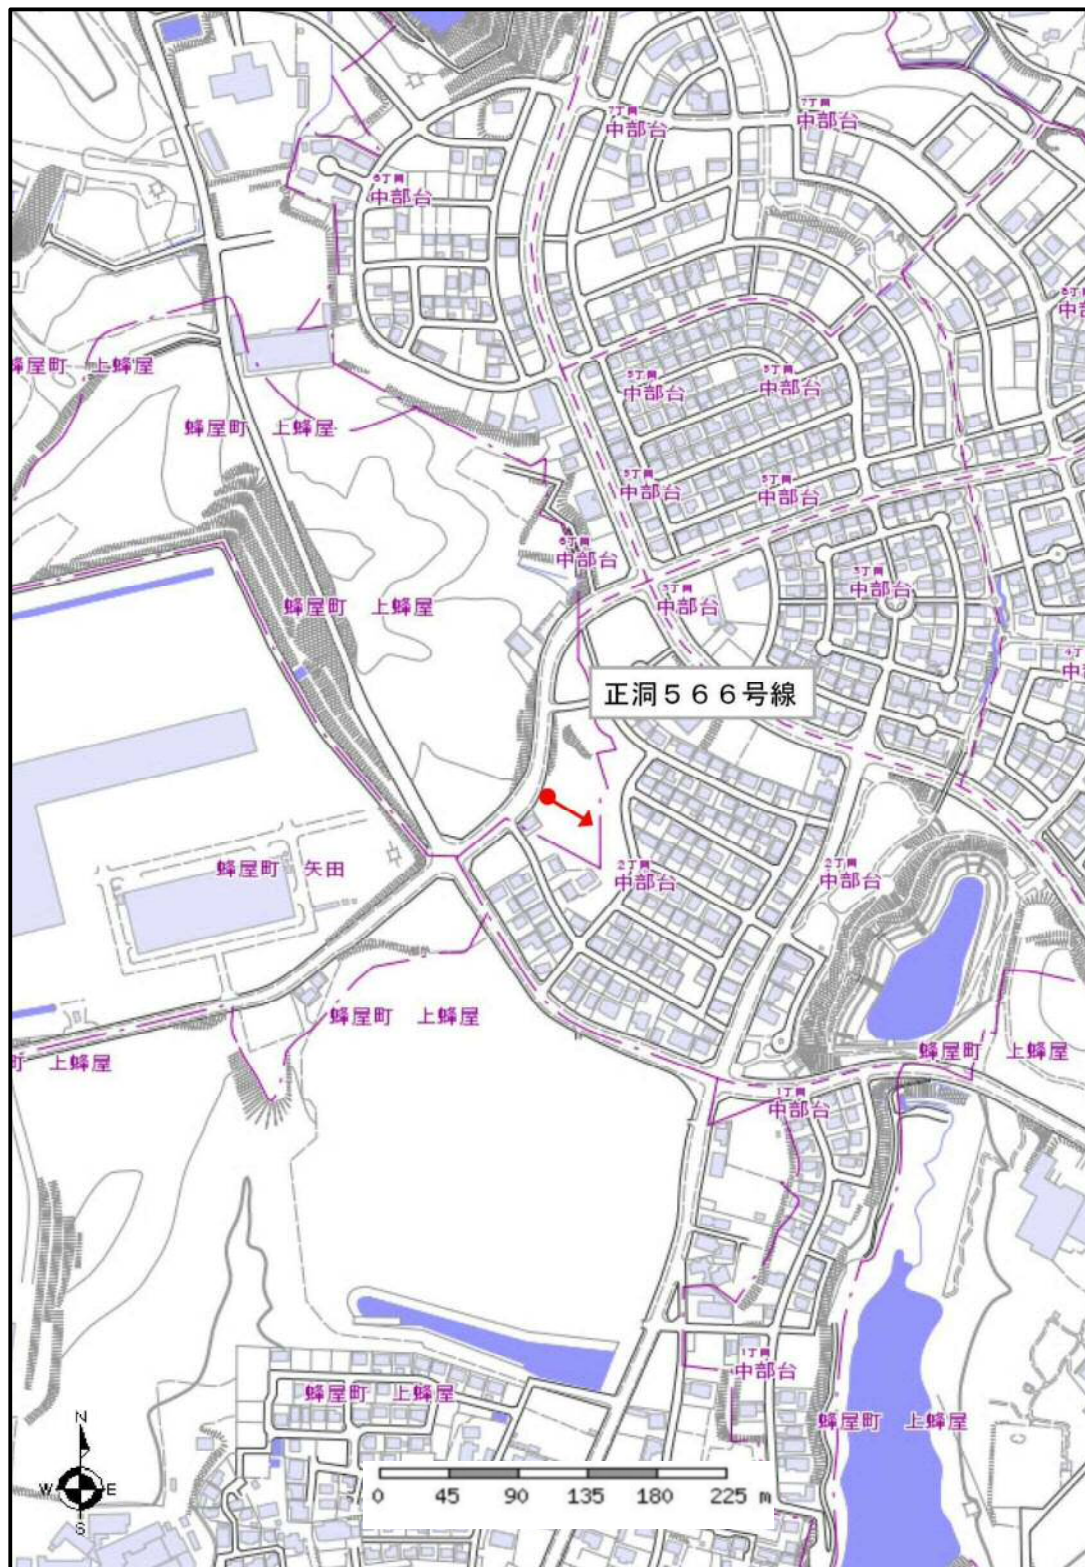 7丁目
中部台
7丁目
中部台
6丁目
中部台
蜂屋町 上蜂屋
蜂屋町 上蜂屋
5丁目
中部台
5丁目
中部台
5丁目
中部台
5丁目
中部台
6丁目
中部台
蜂屋町 上蜂屋
中部台
中部台
正洞566号線
蜂屋町 矢田
2丁目
中部台
2丁目
中部台
蜂屋町 上蜂屋
町 上蜂屋
蜂屋町 上蜂屋
1丁目
中部台
1丁目
中部台
蜂屋町 上蜂屋
蜂屋町 上蜂屋
N
W E
S
0 45 90 135 180 225 m